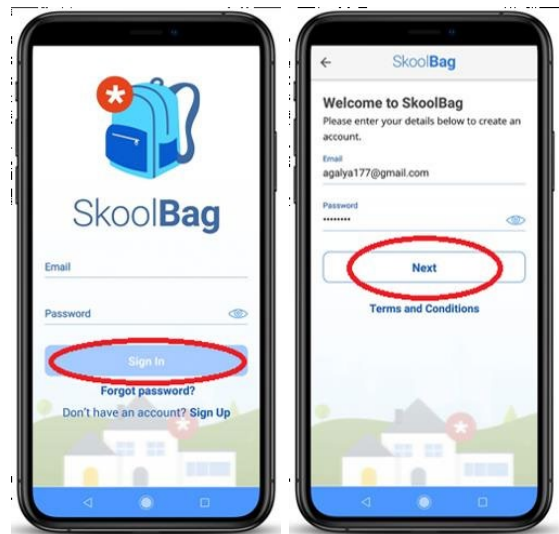 SkoolBag
Email
Password
Sign In
Forgot password?
Don't have an account? Sign Up
SkoolBag
Welcome to SkoolBag
Please enter your details below to create an
account.
Email
agalya177@gmail.com
Password
••••••••
Next
Terms and Conditions